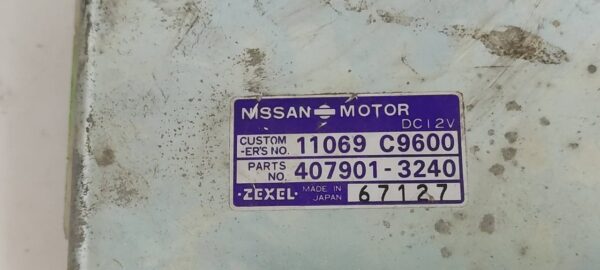 NISSAN MOTOR
DC12V
CUSTOM
-ER'S NO. 11069 C9600
PARTS
NO. 407901-3240
·ZEXEL· MADE IN
JAPAN 67127